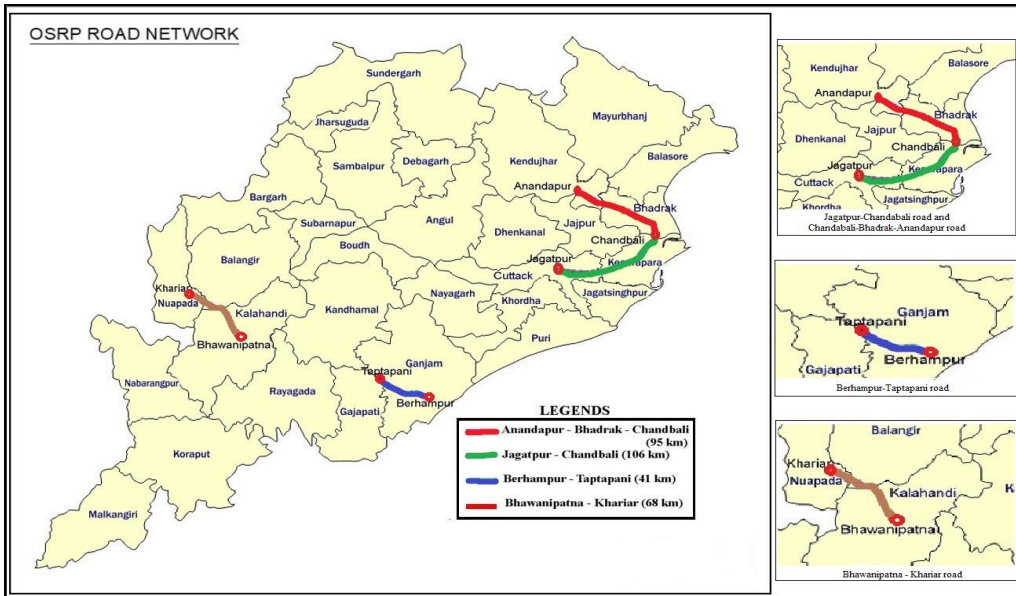 OSRP ROAD NETWORK
Sundergarh
Jharsuguda
Mayurbhanj
Sambalpur
Debagarh
Kendujhar
Balasore
Anandapur
Bargarh
Bhadrak
Subarnapur
Angul
Dhenkanal
Jajpur
Chandbali
Boudh
Balangir
Jagatpur
Cuttack
Kharian
Nuapada
Kalahandi
Nayagarh
Khordha
Jagatsinghpur
Kandhamal
Bhawanipatna
Puri
Ganjam
Taptapani
Nabarangpur
Rayagada
Gajapati
Berhampur
Koraput
Malkangiri
LEGENDS
Anandapur - Bhadrak - Chandbali
(95 km)
Jagatpur - Chandbali (106 km)
Berhampur - Taptapani (41 km)
Bhawanipatna - Khariar (68 km)
Kendujhar
Balasore
Anandapur
Bhadrak
Dhenkanal
Jajpur
Chandbali
Jagatpur
Cuttack
Jagatsinghpur
Khordha
Jagatpur-Chandabali road and
Chandabali-Bhadrak-Anandapur road
Ganjam
Taptapani
Berhampur
Gajapati
Berhampur-Taptapani road
Balangir
Kharian
Nuapada
Kalahandi
Bhawanipatna
Bhawanipatna - Khariar road